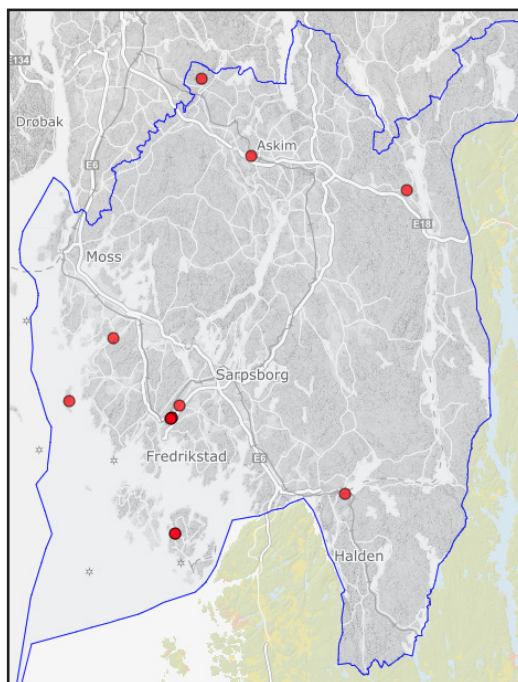 E134
Drøbak
Askim
E6
E18
Moss
Sarpsborg
Fredrikstad
E6
Halden